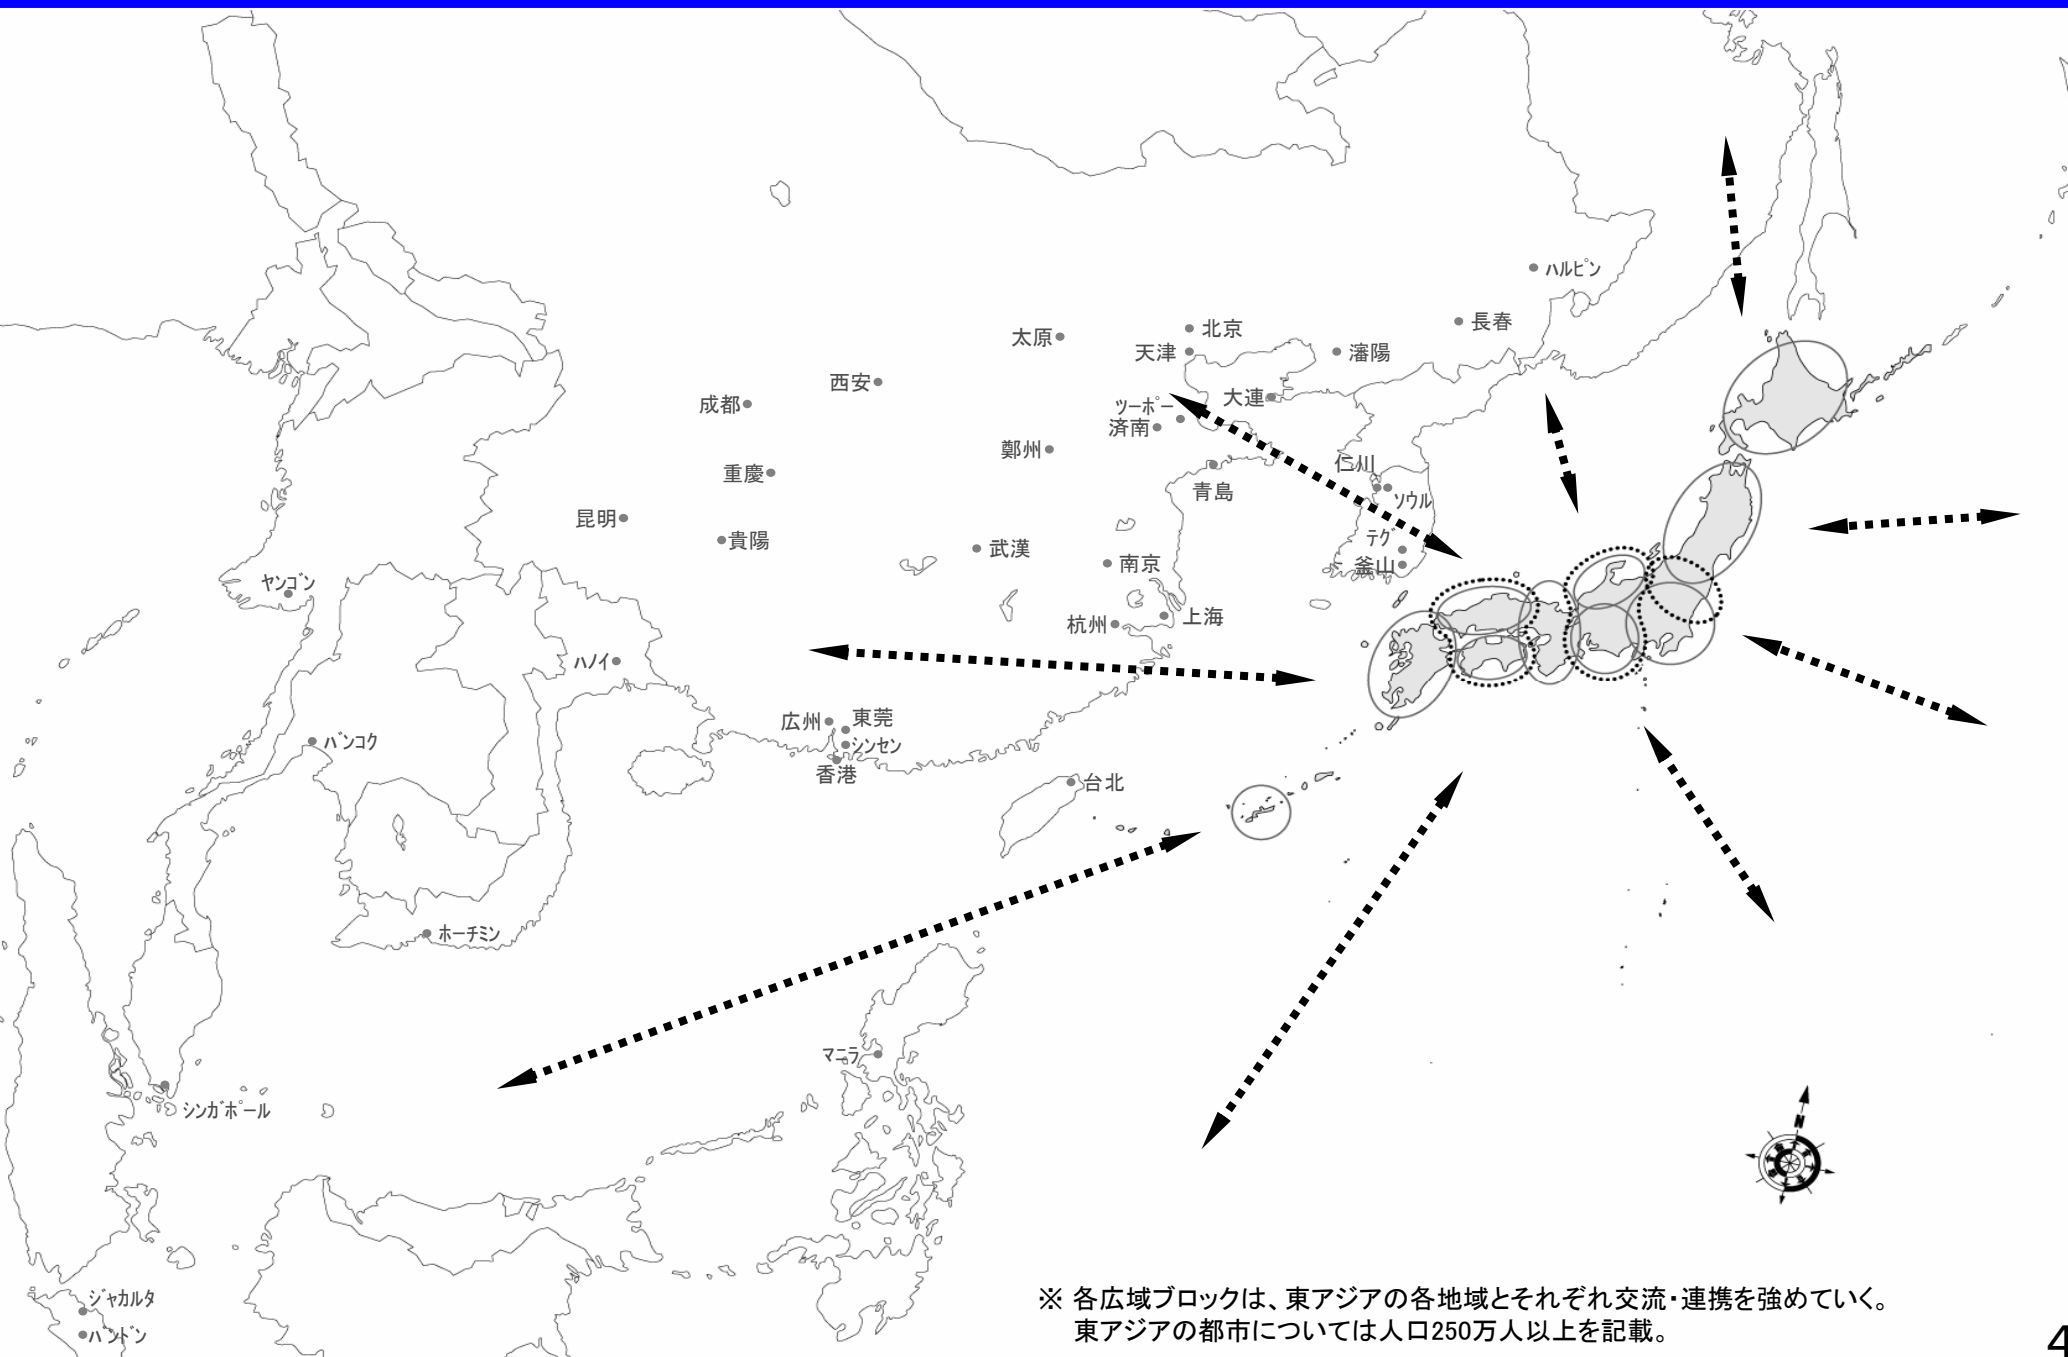 ハルピン
長春
北京
太原
天津
瀋陽
西安
大連
成都
ツーポー
済南
鄭州
仁川
重慶
青島
ソウル
昆明
テグ
貴陽
武漢
南京
釜山
ヤンゴン
上海
杭州
ハノイ
広州
東莞
バンコク
シンセン
香港
台北
ホーチミン
マニラ
シンガポール
N
ジャカルタ
バンドン
※ 各広域ブロックは、東アジアの各地域とそれぞれ交流・連携を強めていく。
東アジアの都市については人口250万人以上を記載。
4